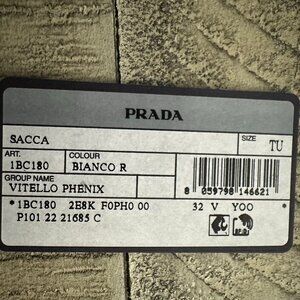 PRADA
SACCA SIZE TU
ART. COLOUR
1BC180 BIANCO R
GROUP NAME
VITELLO PHENIX
8 059798 146621
*1BC180 2E8K F0PH0 00 32 V YOO *
P101 22 21685 C